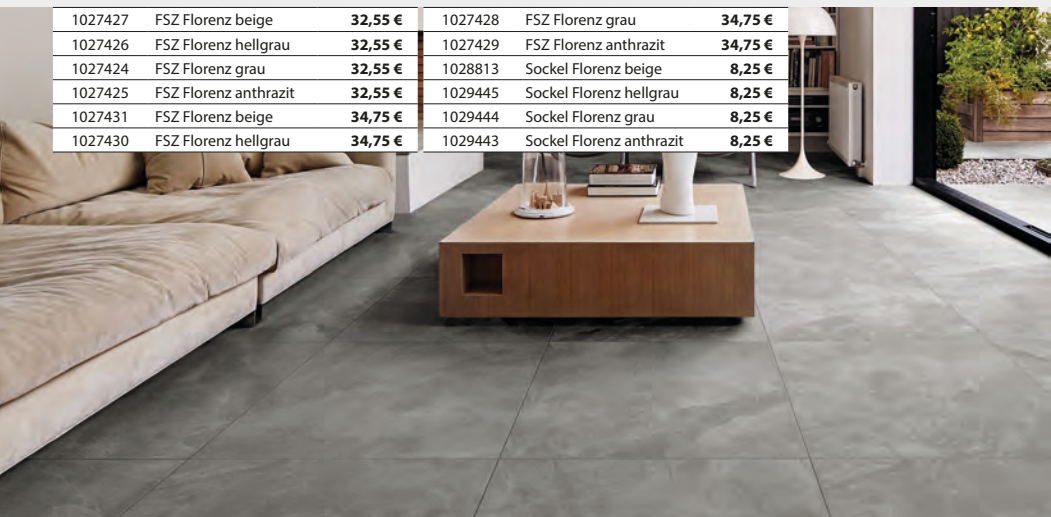 1027427 FSZ Florenz beige 32,55 €
1027426 FSZ Florenz hellgrau 32,55 €
1027424 FSZ Florenz grau 32,55 €
1027425 FSZ Florenz anthrazit 32,55 €
1027431 FSZ Florenz beige 34,75 €
1027430 FSZ Florenz hellgrau 34,75 €
1027428 FSZ Florenz grau 34,75 €
1027429 FSZ Florenz anthrazit 34,75 €
1028813 Sockel Florenz beige 8,25 €
1029445 Sockel Florenz hellgrau 8,25 €
1029444 Sockel Florenz grau 8,25 €
1029443 Sockel Florenz anthrazit 8,25 €